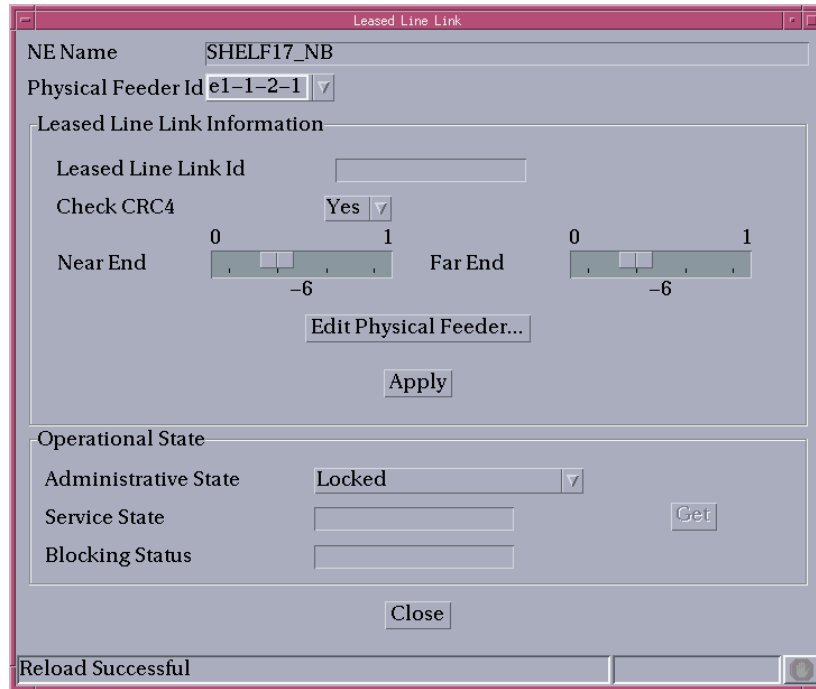 Leased Line Link
NE Name SHELF17_NB
Physical Feeder Id e1-1-2-1
Leased Line Link Information
Leased Line Link Id
Check CRC4 Yes
0 1 0 1
Near End Far End
-6 -6
Edit Physical Feeder...
Apply
Operational State
Administrative State Locked
Service State Get
Blocking Status
Close
Reload Successful